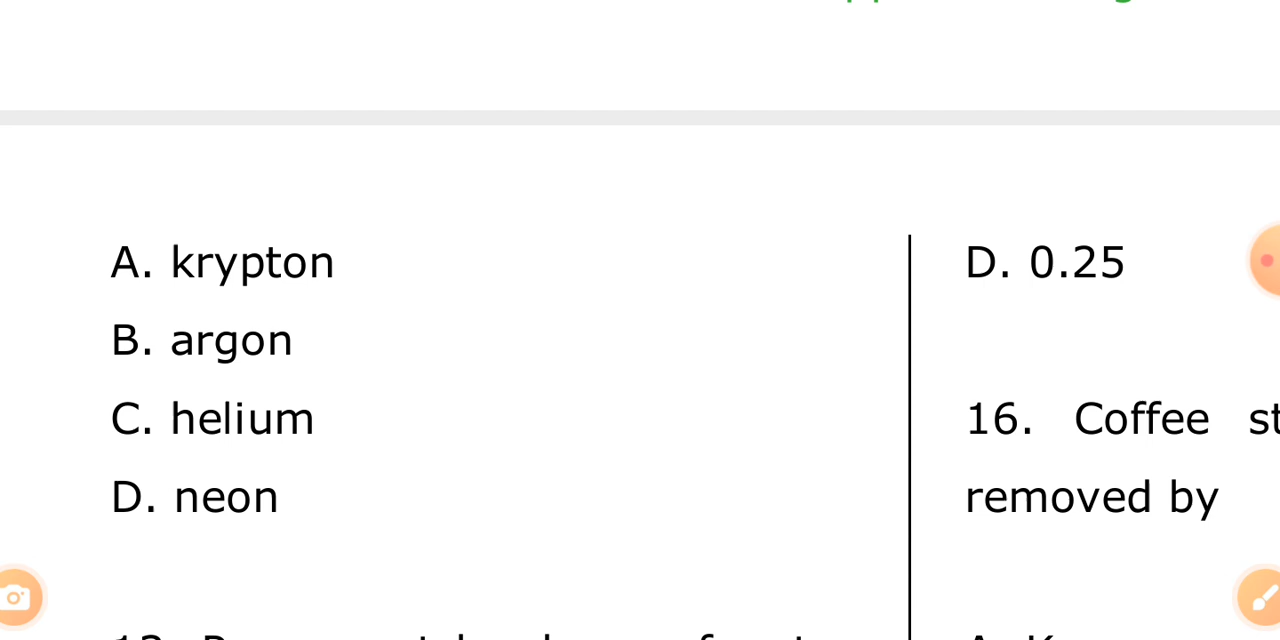 A. krypton
B. argon
C. helium
D. neon
D. 0.25
16. Coffee
removed by